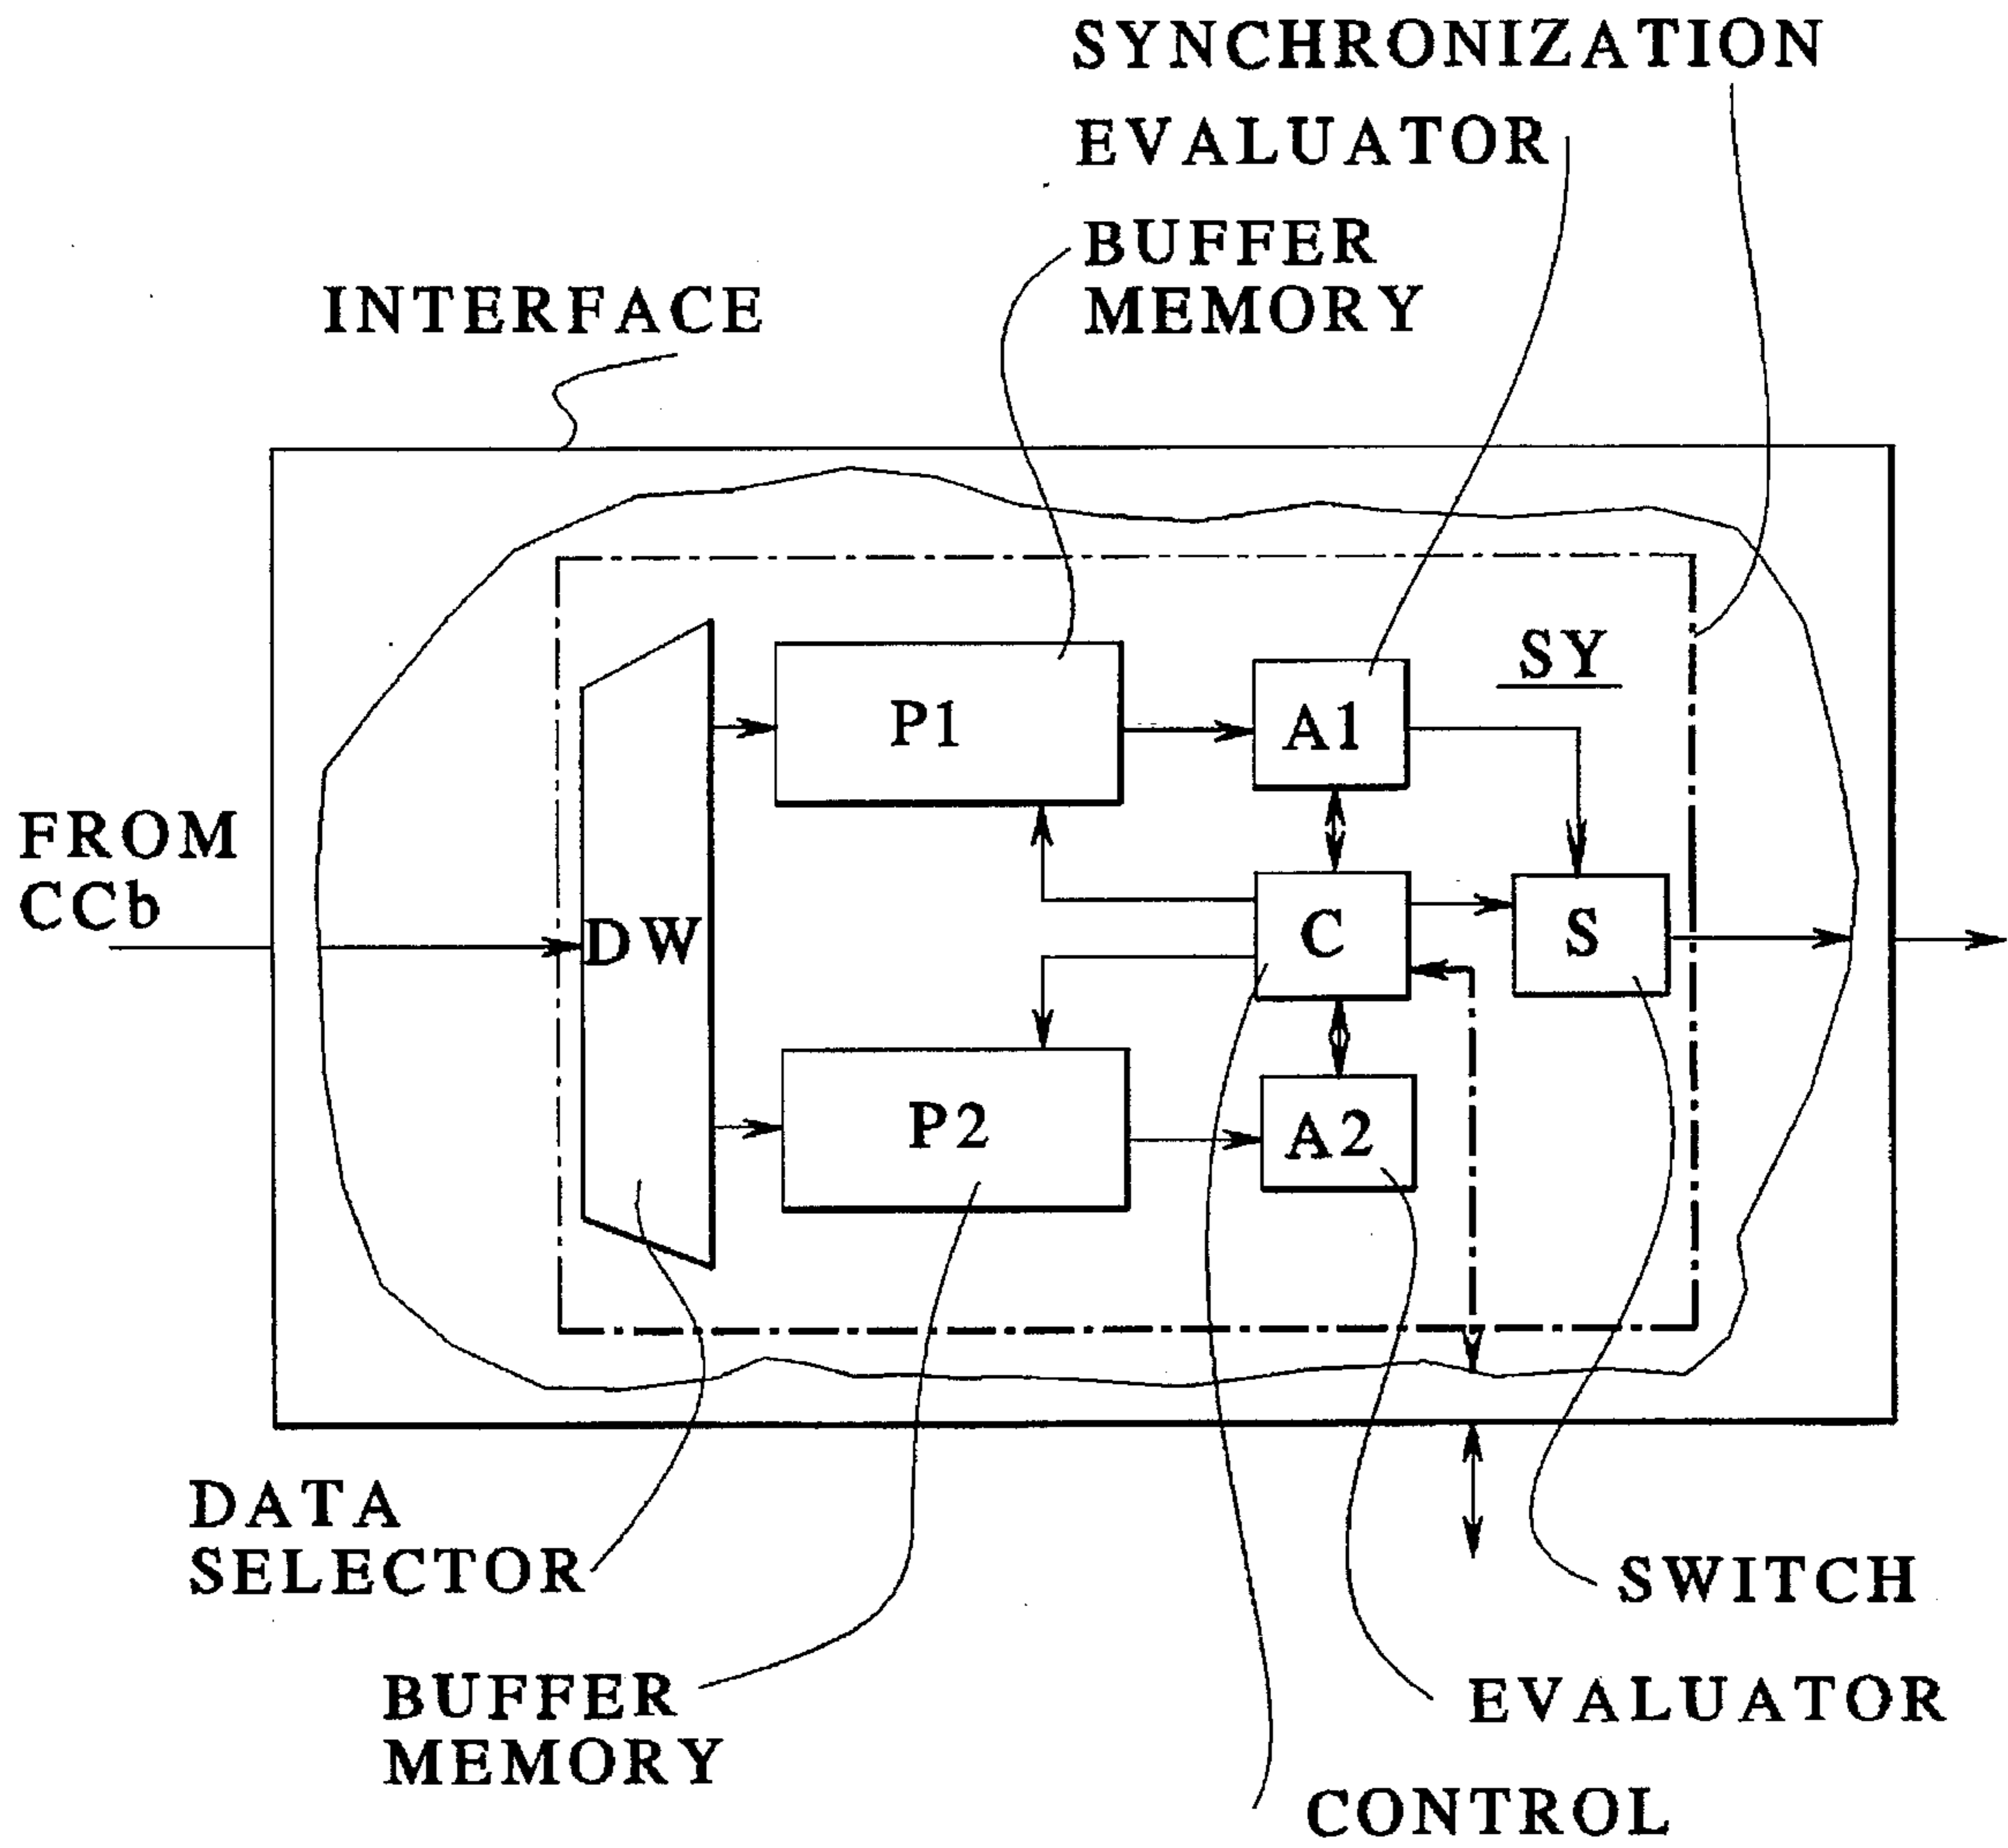 SYNCHRONIZATION
EVALUATOR
BUFFER
MEMORY
INTERFACE
SY
P1
A1
FROM
CCb
DW
C
S
P2
A2
DATA
SELECTOR
SWITCH
BUFFER
MEMORY
EVALUATOR
CONTROL